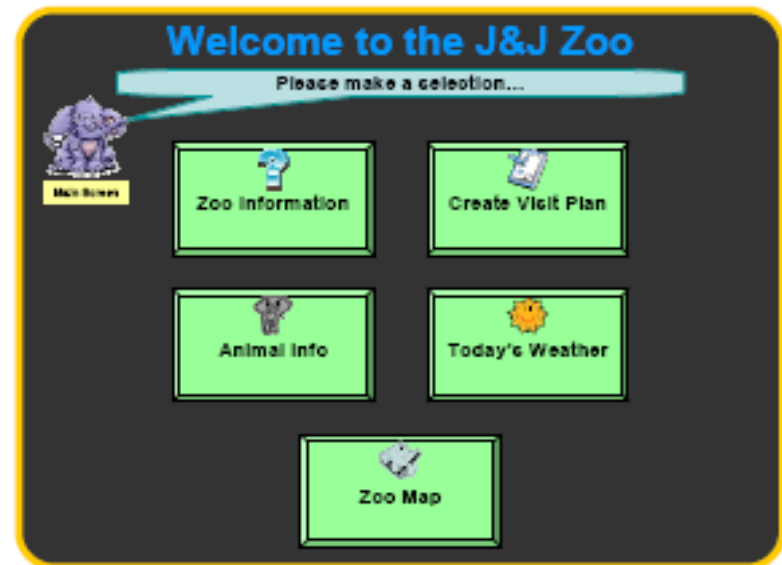 Welcome to the J&J Zoo
Please make a selection...
Main Screen
Zoo Information
Create Visit Plan
Animal Info
Today's Weather
Zoo Map